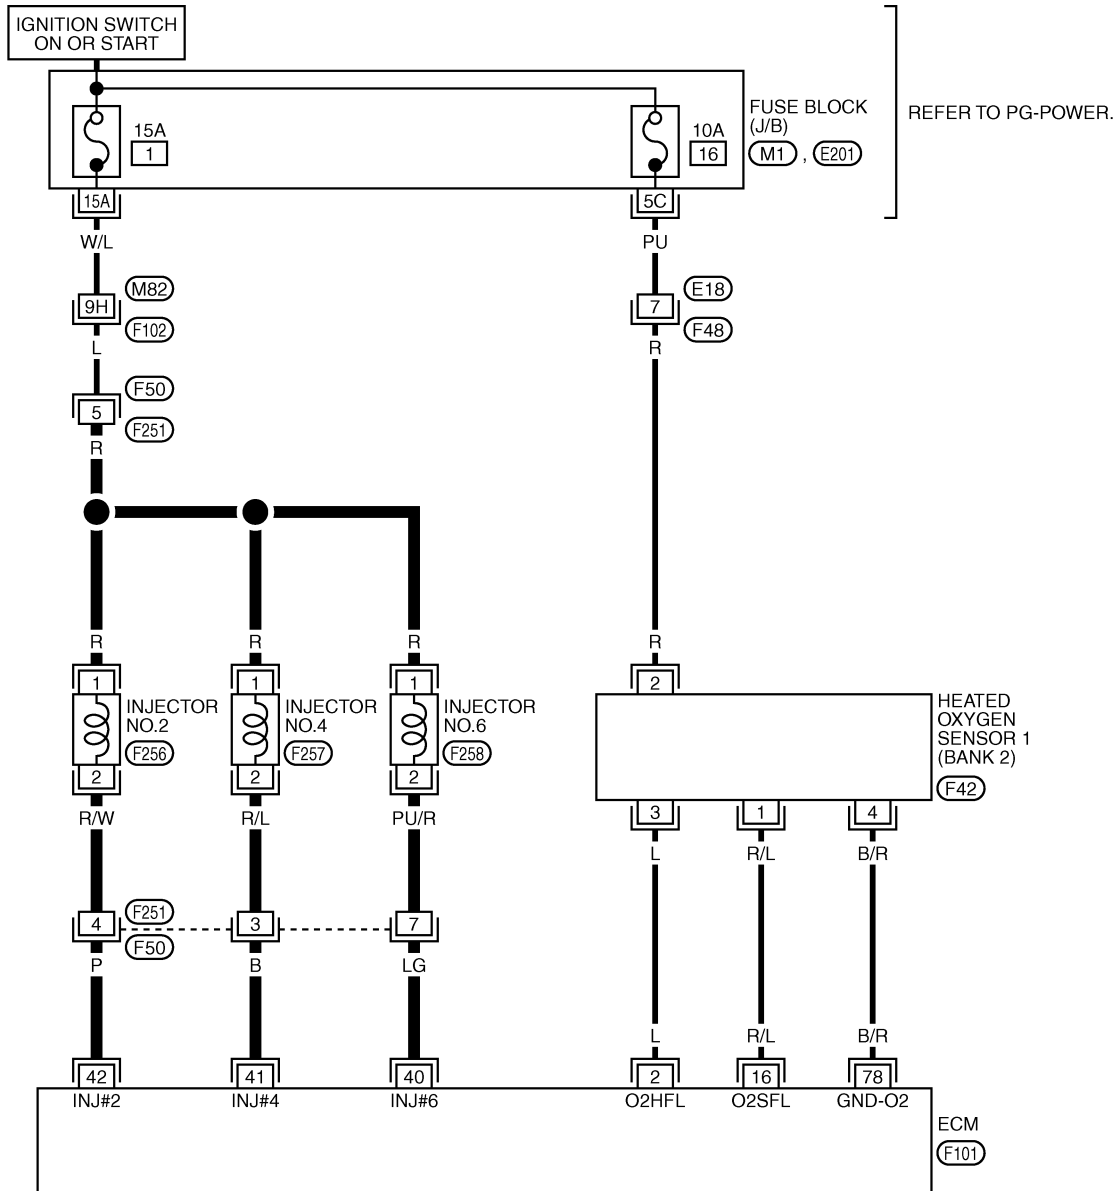 IGNITION SWITCH
ON OR START
FUSE BLOCK
(J/B)
M1 , E201
REFER TO PG-POWER.
15A
1
10A
16
15A
5C
W/L
PU
9H
M82
F102
7
E18
F48
L
R
5
F50
F251
R
R
R
R
R
1
1
1
2
INJECTOR
NO.2
F256
INJECTOR
NO.4
F257
INJECTOR
NO.6
F258
HEATED
OXYGEN
SENSOR 1
(BANK 2)
F42
2
2
2
3
1
4
R/W
R/L
PU/R
L
R/L
B/R
4
F251
F50
3
7
P
B
LG
L
R/L
B/R
42
41
40
2
16
78
INJ#2
INJ#4
INJ#6
O2HFL
O2SFL
GND-O2
ECM
F101